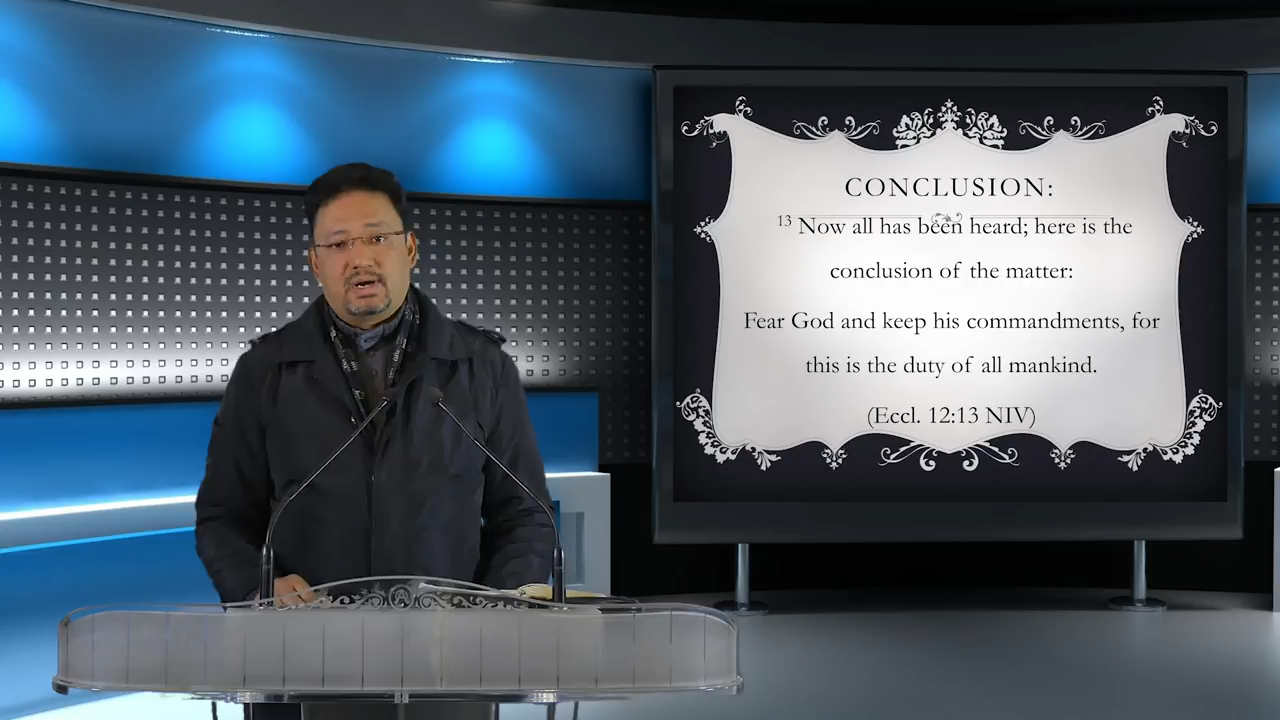 CONCLUSION:
13 Now all has been heard; here is the
conclusion of the matter:
Fear God and keep his commandments, for
this is the duty of all mankind.
(Eccl. 12:13 NIV)